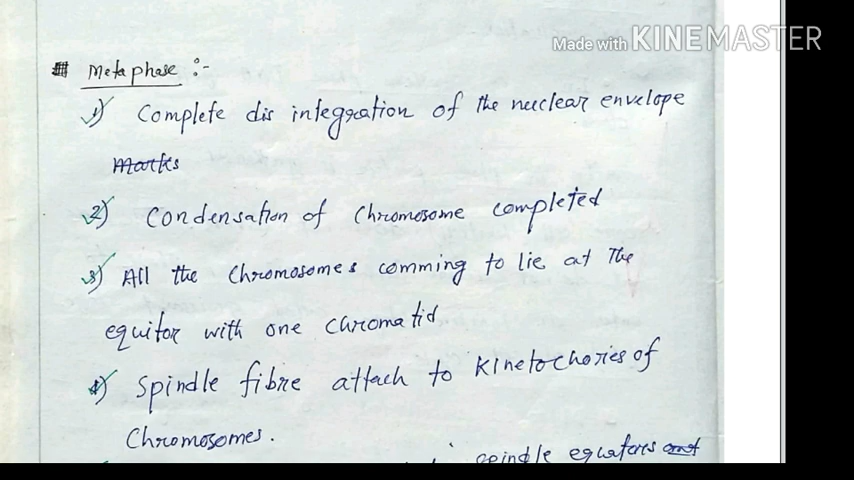 Made with KINEMASTER
# Metaphase :-
1) Complete dis integration of the nuclear envelope
marks
2) Condensation of Chromosome completed
3) All the Chromosomes comming to lie at the
equitor with one chromatid
4) Spindle fibre attach to Kinetochories of
Chromosomes.
spindle equatores